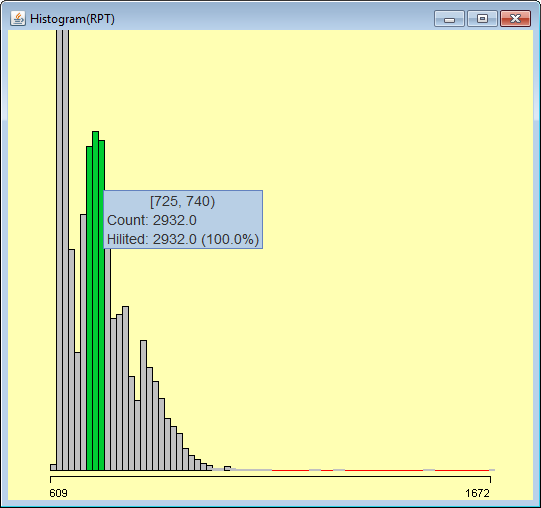 Histogram(RPT)
[725, 740)
Count: 2932.0
Hilited: 2932.0 (100.0%)
609
1672